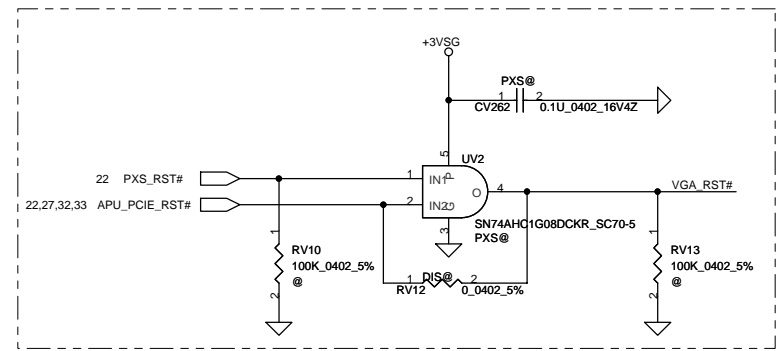 +3VSG
PXS@
1 2
CV262 0.1U_0402_16V4Z
5
UV2
22 PXS_RST# 1 IN1 P
O 4 VGA_RST#
22,27,32,33 APU_PCIE_RST# 2 IN2 G
3
SN74AHC1G08DCKR_SC70-5
PXS@
1
RV10
100K_0402_5%
@
2
1 DIS@ 2
RV12 0_0402_5%
1
RV13
100K_0402_5%
@
2